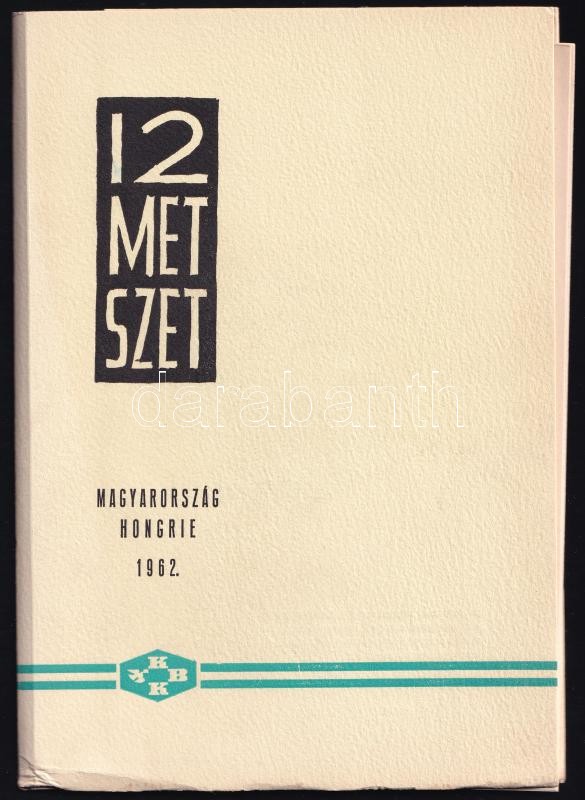 12
MET
SZET
darabanth
MAGYARORSZÁG
HONGRIE
1962.
K
K B
K